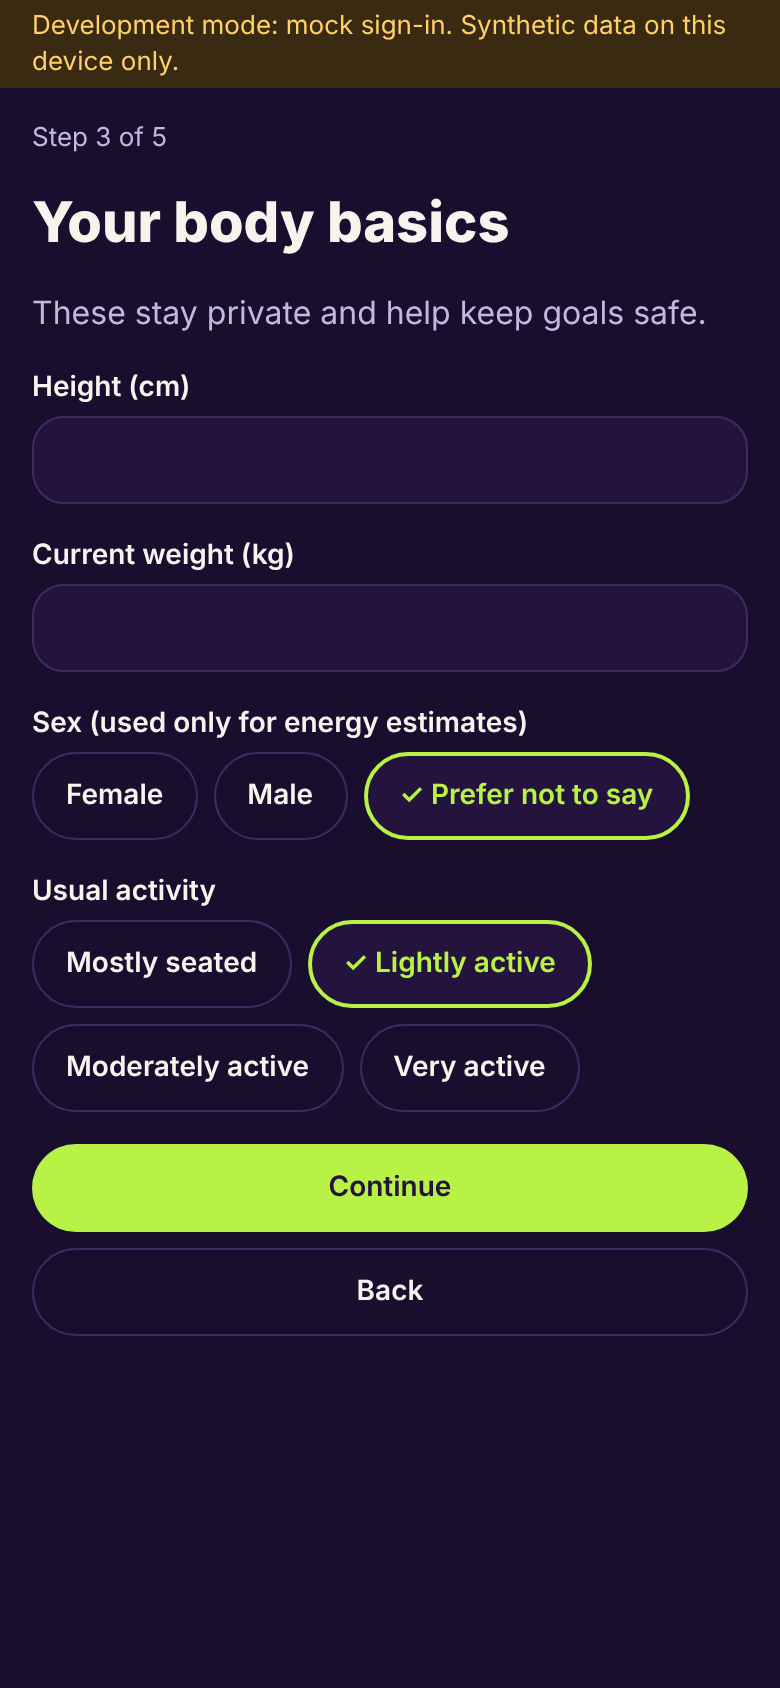 Development mode: mock sign-in. Synthetic data on this
device only.
Step 3 of 5
Your body basics
These stay private and help keep goals safe.
Height (cm)
Current weight (kg)
Sex (used only for energy estimates)
Female
Male
✓ Prefer not to say
Usual activity
Mostly seated
✓ Lightly active
Moderately active
Very active
Continue
Back